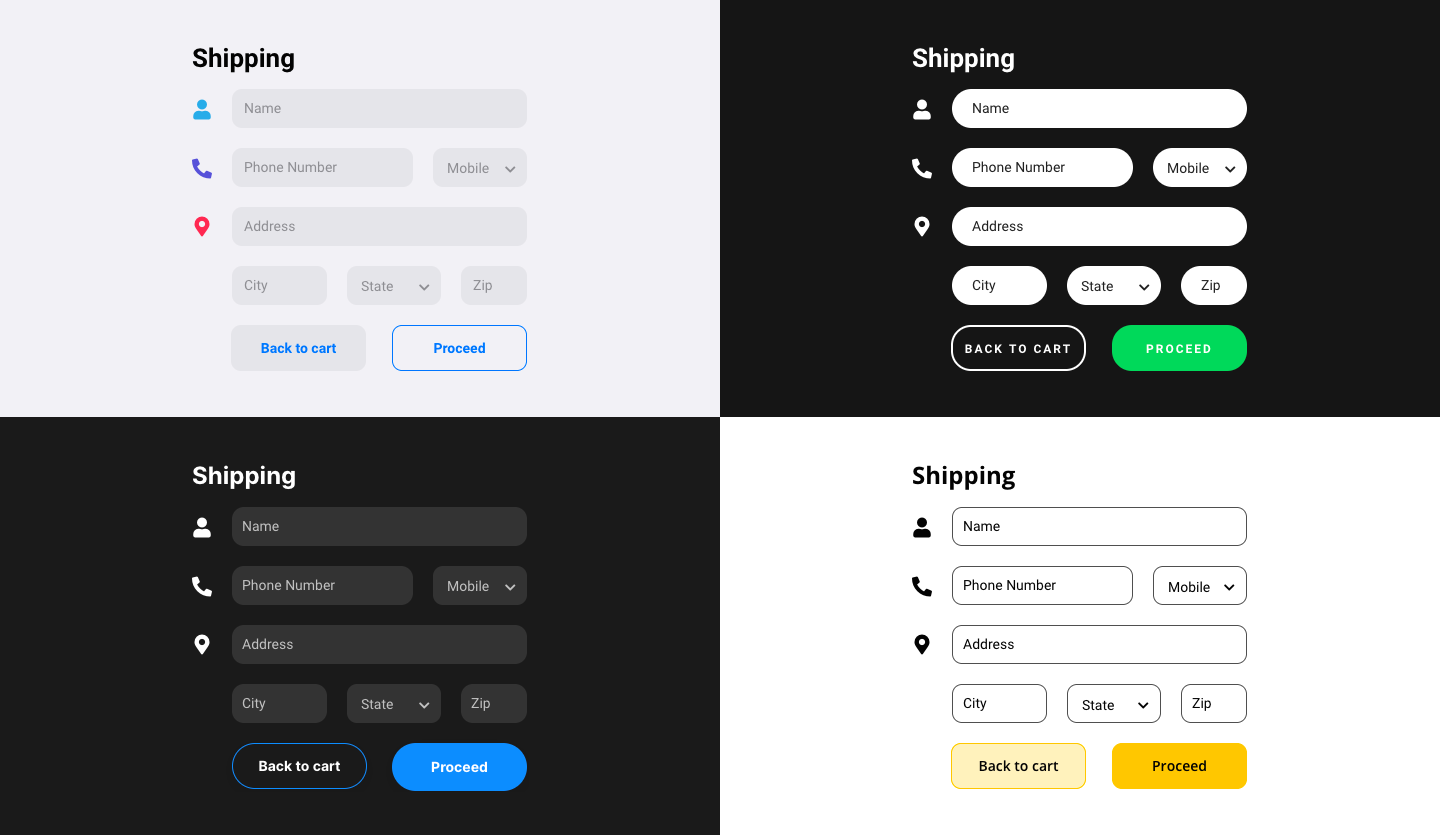 Shipping
Name
Phone Number
Mobile
Address
City
State
Zip
Back to cart
Proceed
Shipping
Name
Phone Number
Mobile
Address
City
State
Zip
BACK TO CART
PROCEED
Shipping
Name
Phone Number
Mobile
Address
City
State
Zip
Back to cart
Proceed
Shipping
Name
Phone Number
Mobile
Address
City
State
Zip
Back to cart
Proceed